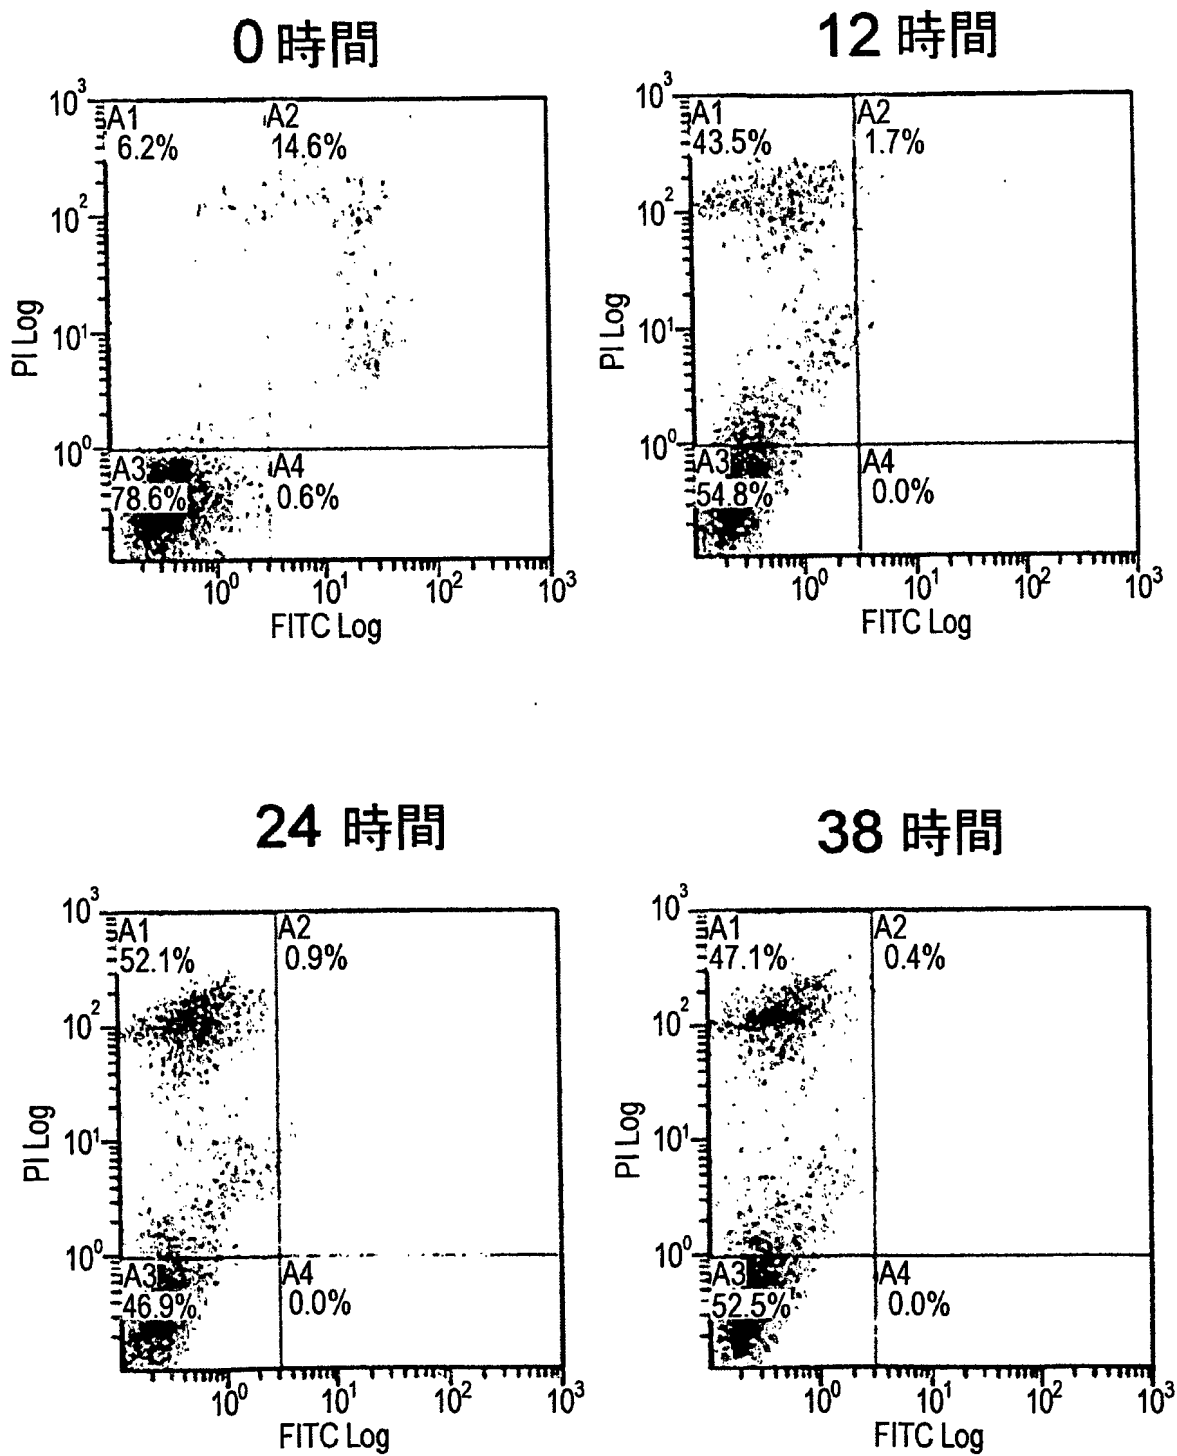 0 時間
10³
A1
6.2%
A2
14.6%
10²
10¹
10⁰
PI Log
A3
78.6%
A4
0.6%
10⁰ 10¹ 10² 10³
FITC Log
12 時間
10³
A1
43.5%
A2
1.7%
10²
10¹
10⁰
PI Log
A3
54.8%
A4
0.0%
10⁰ 10¹ 10² 10³
FITC Log
24 時間
10³
A1
52.1%
A2
0.9%
10²
10¹
10⁰
PI Log
A3
46.9%
A4
0.0%
10⁰ 10¹ 10² 10³
FITC Log
38 時間
10³
A1
47.1%
A2
0.4%
10²
10¹
10⁰
PI Log
A3
52.5%
A4
0.0%
10⁰ 10¹ 10² 10³
FITC Log